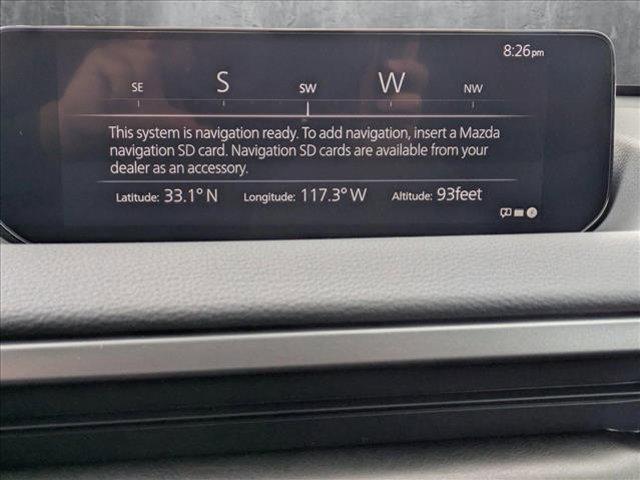 8:26pm
SE S SW W NW
This system is navigation ready. To add navigation, insert a Mazda
navigation SD card. Navigation SD cards are available from your
dealer as an accessory.
Latitude: 33.1° N Longitude: 117.3° W Altitude: 93feet